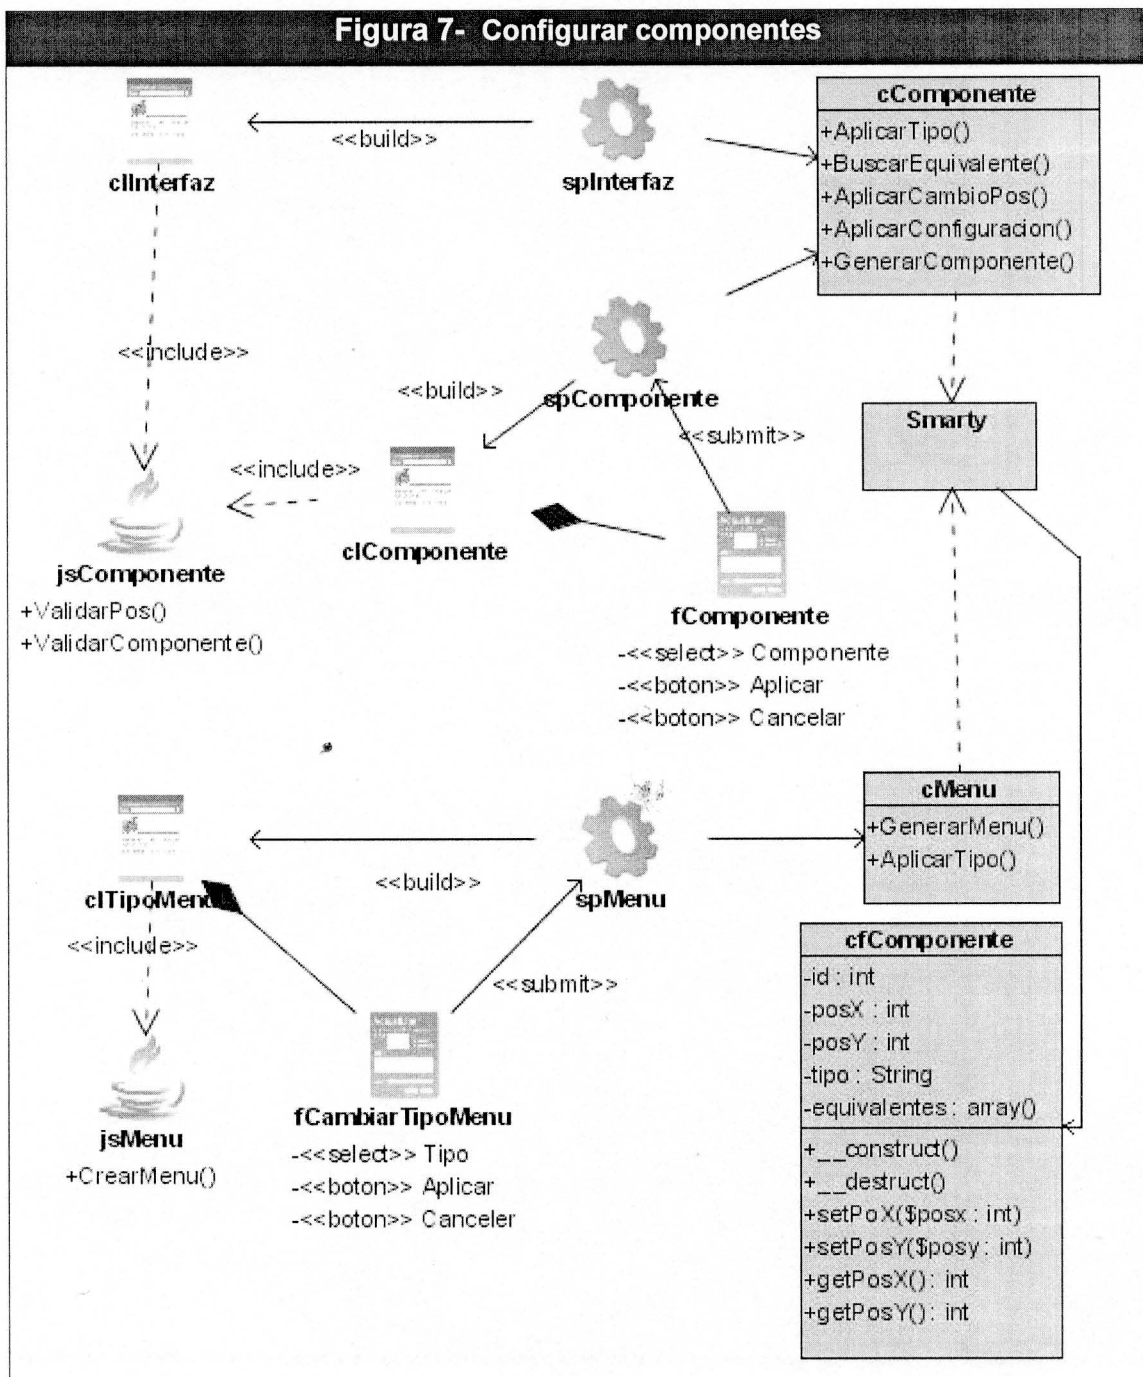 Figura 7-  Configurar componentes
clInterfaz
<<build>>
spInterfaz
cComponente
+AplicarTipo()
+BuscarEquivalente()
+AplicarCambioPos()
+AplicarConfiguracion()
+GenerarComponente()
<<include>>
<<build>>
spComponente
<<submit>>
Smarty
<<include>>
clComponente
jsComponente
+ValidarPos()
+ValidarComponente()
fComponente
-<<select>> Componente
-<<boton>> Aplicar
-<<boton>> Cancelar
clTipoMenu
<<build>>
spMenu
cMenu
+GenerarMenu()
+AplicarTipo()
<<include>>
<<submit>>
jsMenu
+CrearMenu()
fCambiarTipoMenu
-<<select>> Tipo
-<<boton>> Aplicar
-<<boton>> Canceler
cfComponente
-id : int
-posX : int
-posY : int
-tipo : String
-equivalentes : array()
+__construct()
+__destruct()
+setPoX($posx : int)
+setPosY($posy : int)
+getPosX() : int
+getPosY() : int